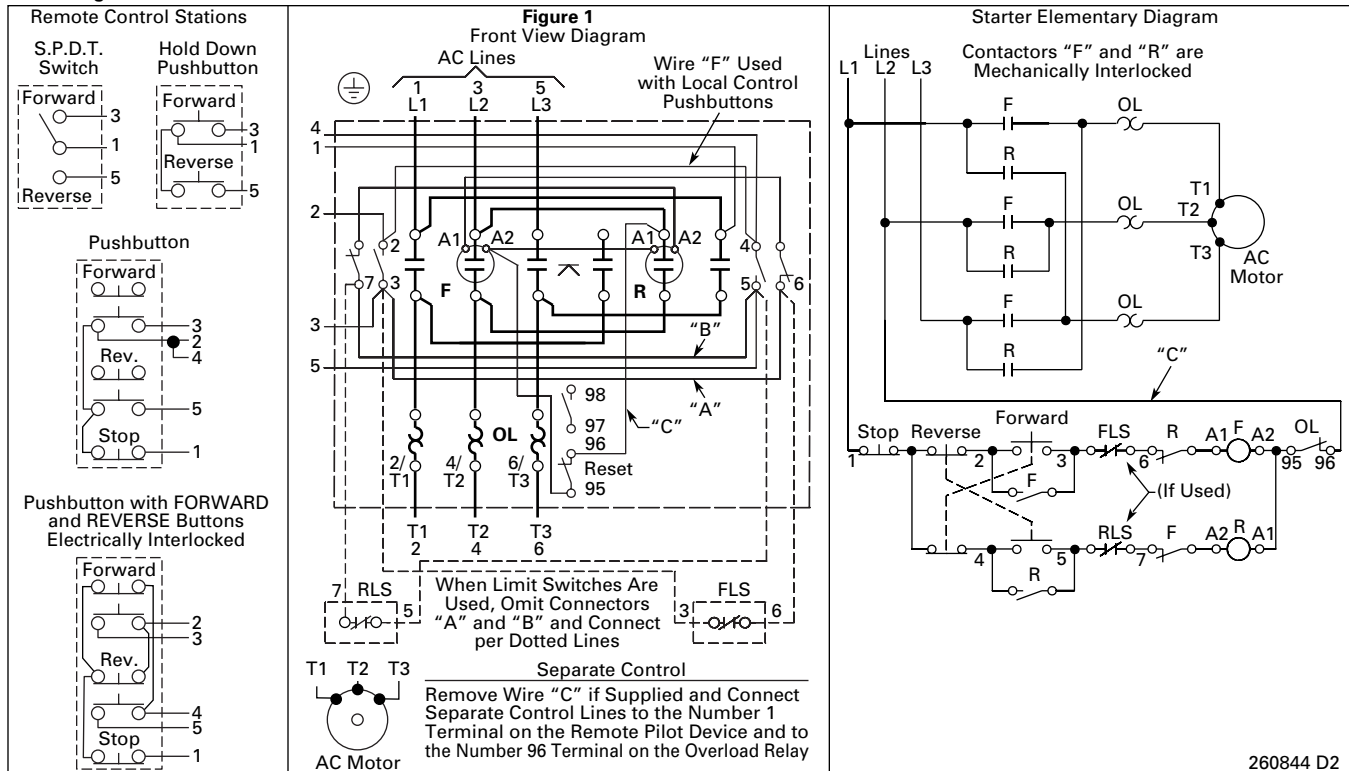 Remote Control Stations
S.P.D.T.
Switch
Forward
3
1
5
Reverse
Hold Down
Pushbutton
Forward
3
1
Reverse
5
Pushbutton
Forward
3
2
4
Rev.
5
Stop
1
Pushbutton with FORWARD
and REVERSE Buttons
Electrically Interlocked
Forward
2
3
Rev.
4
5
Stop
1
Figure 1
Front View Diagram
AC Lines
1 3 5
L1 L2 L3
Wire “F” Used
with Local Control
Pushbuttons
4
1
2
2 A1 A2 A1 A2 4
7 3 F R 5 6
3
“B”
5
“A”
“C”
98
97
96
Reset
95
OL
2/ 4/ 6/
T1 T2 T3
T1 T2 T3
2 4 6
7 RLS 5
When Limit Switches Are
Used, Omit Connectors
“A” and “B” and Connect
per Dotted Lines
FLS
3 6
T1 T2 T3
AC Motor
Separate Control
Remove Wire “C” if Supplied and Connect
Separate Control Lines to the Number 1
Terminal on the Remote Pilot Device and to
the Number 96 Terminal on the Overload Relay
Starter Elementary Diagram
Lines
L1 L2 L3
Contactors “F” and “R” are
Mechanically Interlocked
F OL
R
T1
F OL
T2
R
T3
AC
Motor
F OL
R
“C”
Stop Reverse Forward FLS R A1 F A2 OL
1 2 3 6 95 96
F
(If Used)
RLS F A2 R A1
4 5 7
R
260844 D2